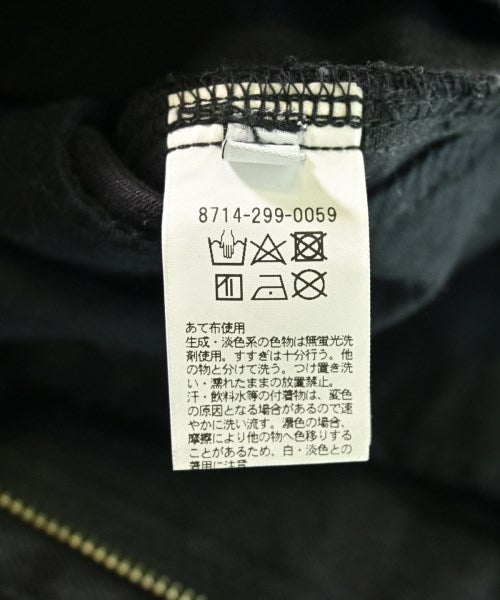 8714-299-0059
あて布使用
生成・淡色系の色物は無蛍光洗
剤使用。すすぎは十分行う。他
の物と分けて洗う。つけ置き洗
い・濡れたままの放置禁止。
汗・飲料水等の付着物は、変色
の原因となる場合があるので速
やかに洗い流す。濃色の場合、
摩擦により他の物へ色移りする
ことがあるため、白・淡色との
着用に注意